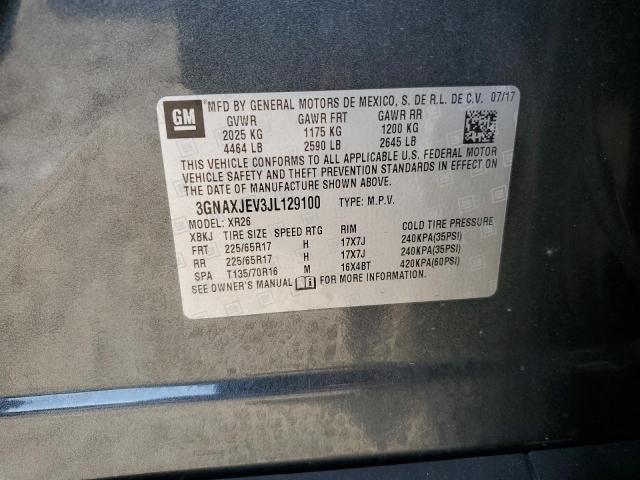 GM
® MFD BY GENERAL MOTORS DE MEXICO, S. DE R.L. DE C.V. 07/17
GVWR GAWR FRT GAWR RR
2025 KG 1175 KG 1200 KG
4464 LB 2590 LB 2645 LB
THIS VEHICLE CONFORMS TO ALL APPLICABLE U.S. FEDERAL MOTOR
VEHICLE SAFETY AND THEFT PREVENTION STANDARDS IN EFFECT ON
THE DATE OF MANUFACTURE SHOWN ABOVE.
3GNAXJEV3JL129100 TYPE: M.P.V.
MODEL: XR26
XBKJ TIRE SIZE SPEED RTG RIM COLD TIRE PRESSURE
FRT 225/65R17 H 17X7J 240KPA(35PSI)
RR 225/65R17 H 17X7J 240KPA(35PSI)
SPA T135/70R16 M 16X4BT 420KPA(60PSI)
SEE OWNER'S MANUAL FOR MORE INFORMATION.